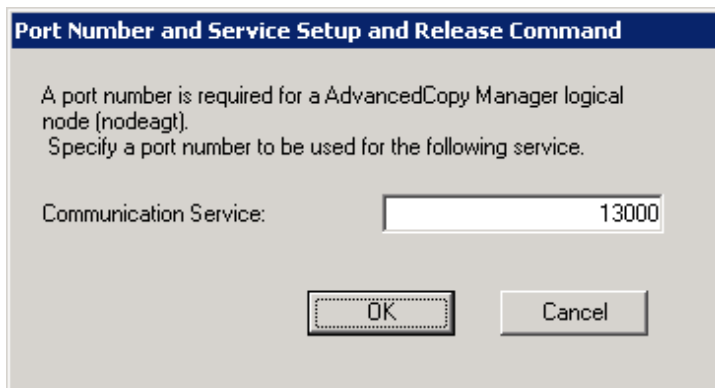 Port Number and Service Setup and Release Command
A port number is required for a AdvancedCopy Manager logical
node (nodeagt).
Specify a port number to be used for the following service.
Communication Service: 13000
OK Cancel